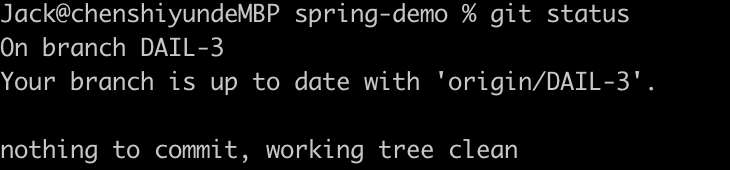 Jack@chenshiyundeMBP spring-demo % git status
On branch DAIL-3
Your branch is up to date with 'origin/DAIL-3'.
nothing to commit, working tree clean